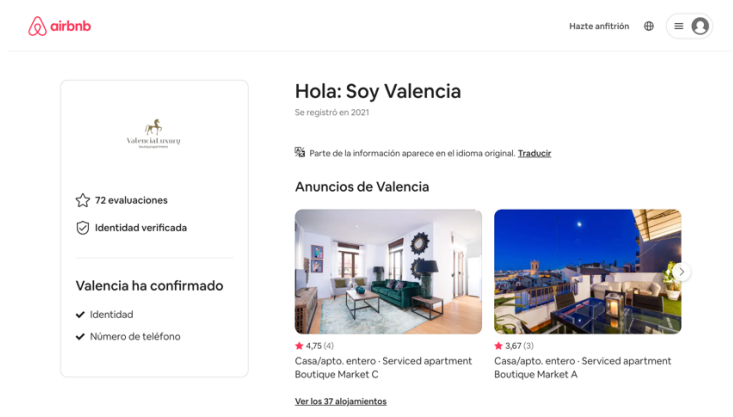 airbnb
Hazte anfitrión
Hola: Soy Valencia
Se registró en 2021
ValenciaLuxury
72 evaluaciones
Identidad verificada
Valencia ha confirmado
Identidad
Número de teléfono
Parte de la información aparece en el idioma original. Traducir
Anuncios de Valencia
4,75 (4)
Casa/apto. entero · Serviced apartment
Boutique Market C
3,67 (3)
Casa/apto. entero · Serviced apartment
Boutique Market A
Ver los 37 alojamientos